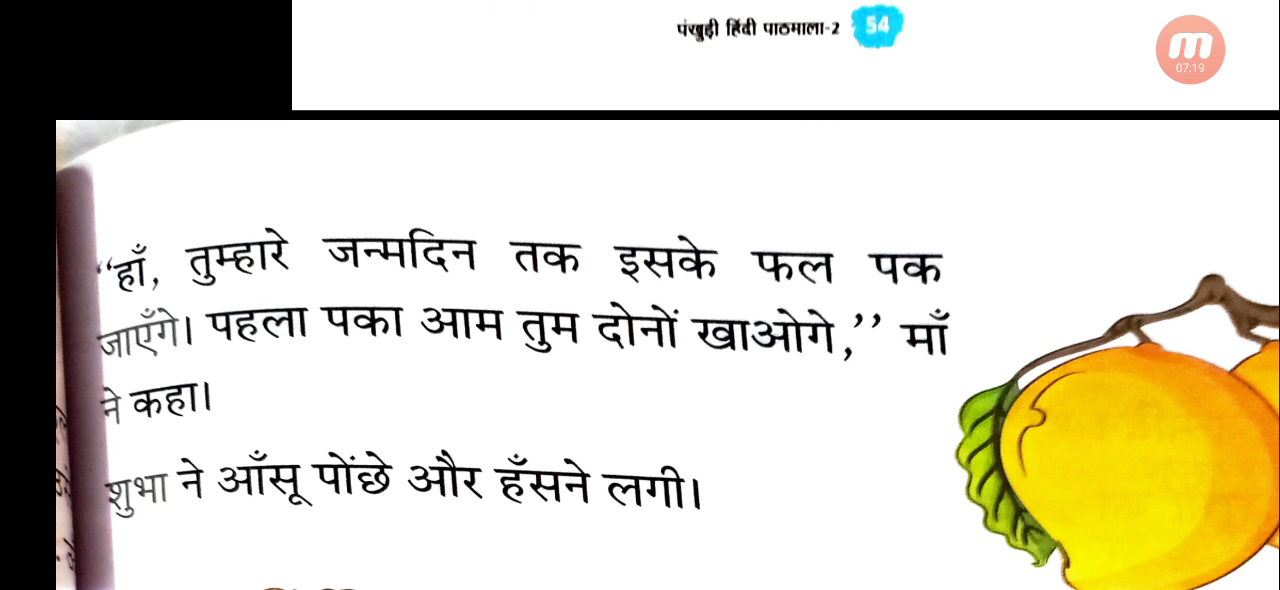 पंखुड़ी हिंदी पाठमाला-2 54
07:19
“हाँ, तुम्हारे जन्मदिन तक इसके फल पक
जाएँगे। पहला पका आम तुम दोनों खाओगे,’’ माँ
ने कहा।
शुभा ने आँसू पोंछे और हँसने लगी।